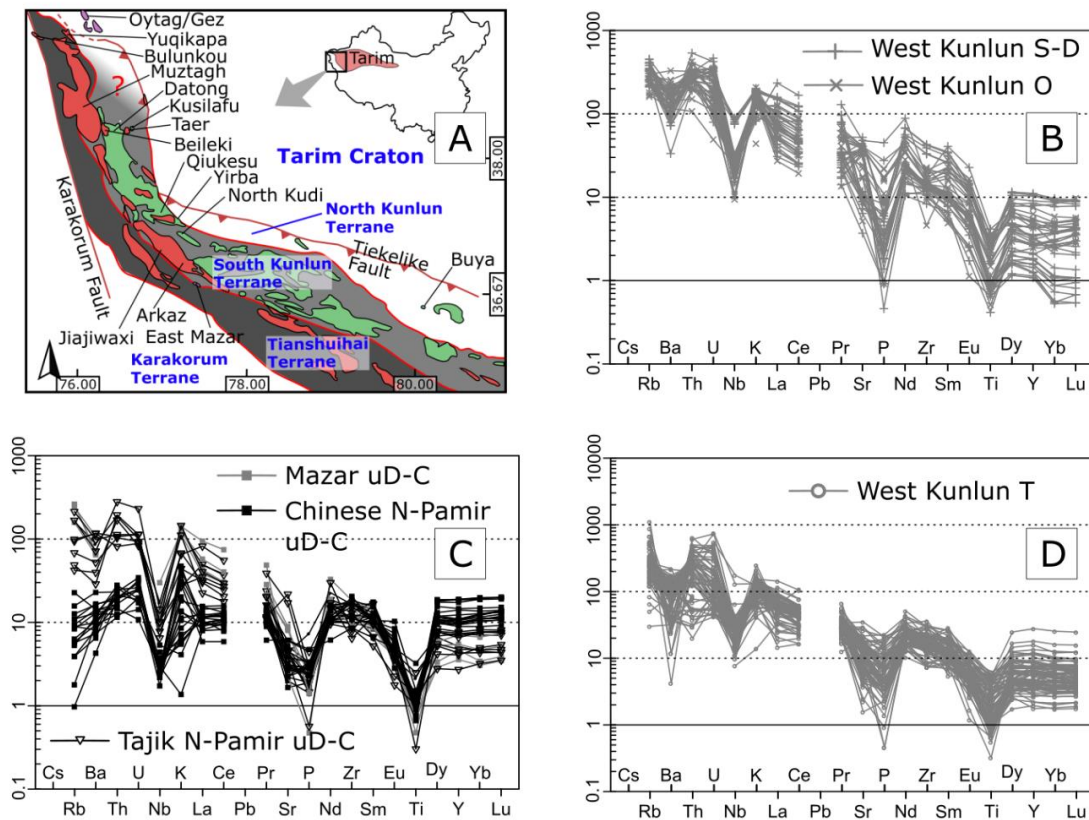 Oytag/Gez
Yuqikapa
Bulunkou
Muztagh
Datong
Kusilafu
Taer
Beileki
Qiukesu
Yirba
North Kudi
?
Tarim
A
Tarim Craton
North Kunlun
Terrane
Tiekelike
Fault
Buya
South Kunlun
Terrane
Karakorum Fault
Jiajiwaxi
Arkaz
East Mazar
Karakorum
Terrane
Tianshuihai
Terrane
76.00
78.00
80.00
38.00
36.67
B
West Kunlun S-D
West Kunlun O
1000
100
10
1
0,1
Cs Ba U K Ce Pr P Zr Eu Dy Yb
Rb Th Nb La Pb Sr Nd Sm Ti Y Lu
C
Mazar uD-C
Chinese N-Pamir
uD-C
Tajik N-Pamir uD-C
1000
100
10
1
0,1
Cs Ba U K Ce Pr P Zr Eu Dy Yb
Rb Th Nb La Pb Sr Nd Sm Ti Y Lu
D
West Kunlun T
10000
1000
100
10
1
0,1
Cs Ba U K Ce Pr P Zr Eu Dy Yb
Rb Th Nb La Pb Sr Nd Sm Ti Y Lu